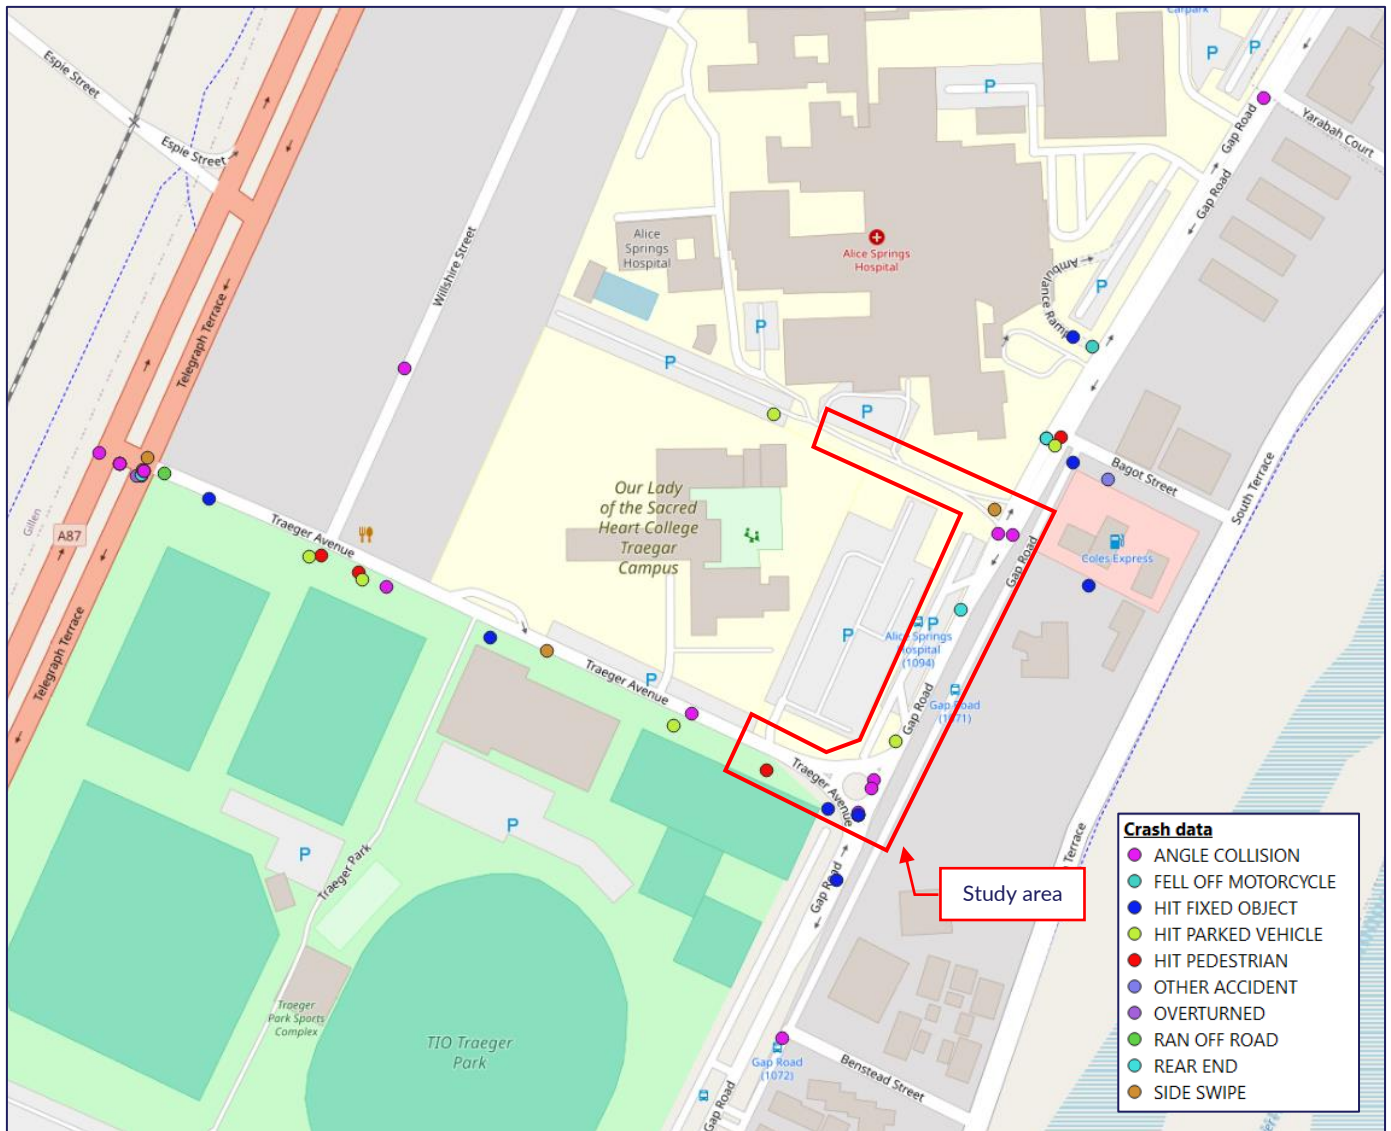 Carpark
P
P
P
Espie Street
Espie Street
Gap Road
Yarabah Court
Gap Road
Alice
Springs
Hospital
Alice Springs
Hospital
Willshire Street
Ambulance Ramp
P
P
Telegraph Terrace
P
P
Bagot Street
South Terrace
Our Lady
of the Sacred
Heart College
Traegar
Campus
Gillen
A87
Traeger Avenue
Gap Road
Coles Express
Telegraph Terrace
P
P
Alice Springs
Hospital
(1094)
Traeger Avenue
P
Gap Road
Gap Road
(1071)
Traeger Avenue
P
P
Traeger Park
Gap Road
Study area
Terrace
Crash data
ANGLE COLLISION
FELL OFF MOTORCYCLE
HIT FIXED OBJECT
HIT PARKED VEHICLE
HIT PEDESTRIAN
OTHER ACCIDENT
OVERTURNED
RAN OFF ROAD
REAR END
SIDE SWIPE
Traeger
Park Sports
Complex
TIO Traeger
Park
Gap Road
(1072)
Benstead Street
Gap Road